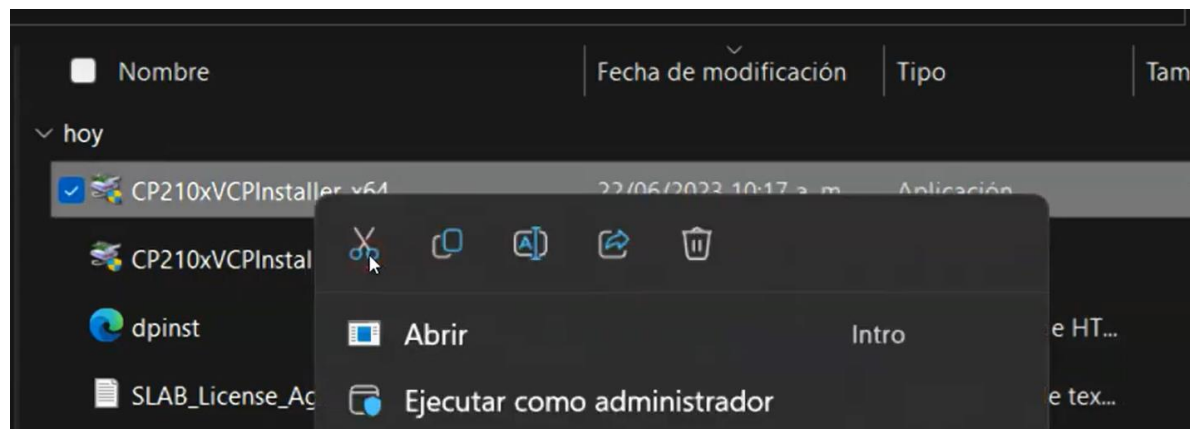 Nombre Fecha de modificación Tipo Tam
hoy
CP210xVCPInstaller_x64 22/06/2023 10:17 a. m. Aplicación
CP210xVCPInstal
dpinst e HT...
Abrir Intro
SLAB_License_Ag e tex...
Ejecutar como administrador